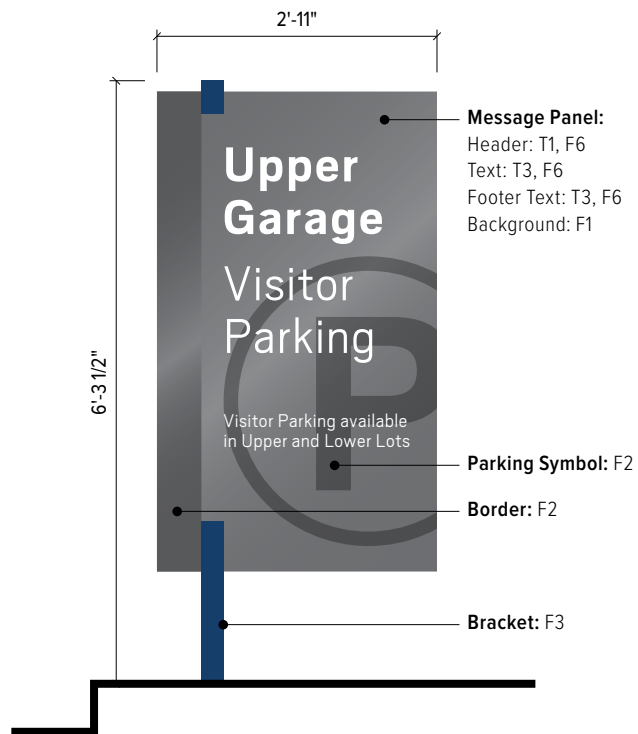 2'-11"
6'-3 1/2"
Upper
Garage
Visitor
Parking
Visitor Parking available
in Upper and Lower Lots
P
Message Panel:
Header: T1, F6
Text: T3, F6
Footer Text: T3, F6
Background: F1
Parking Symbol: F2
Border: F2
Bracket: F3